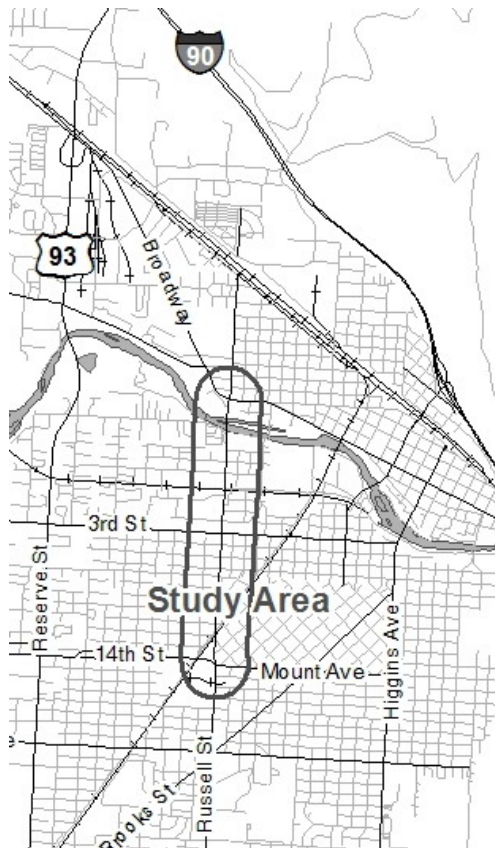 90
93
Broadway
3rd St
Reserve St
Study Area
14th St
Mount Ave
Higgins Ave
Russell St
Brooks St